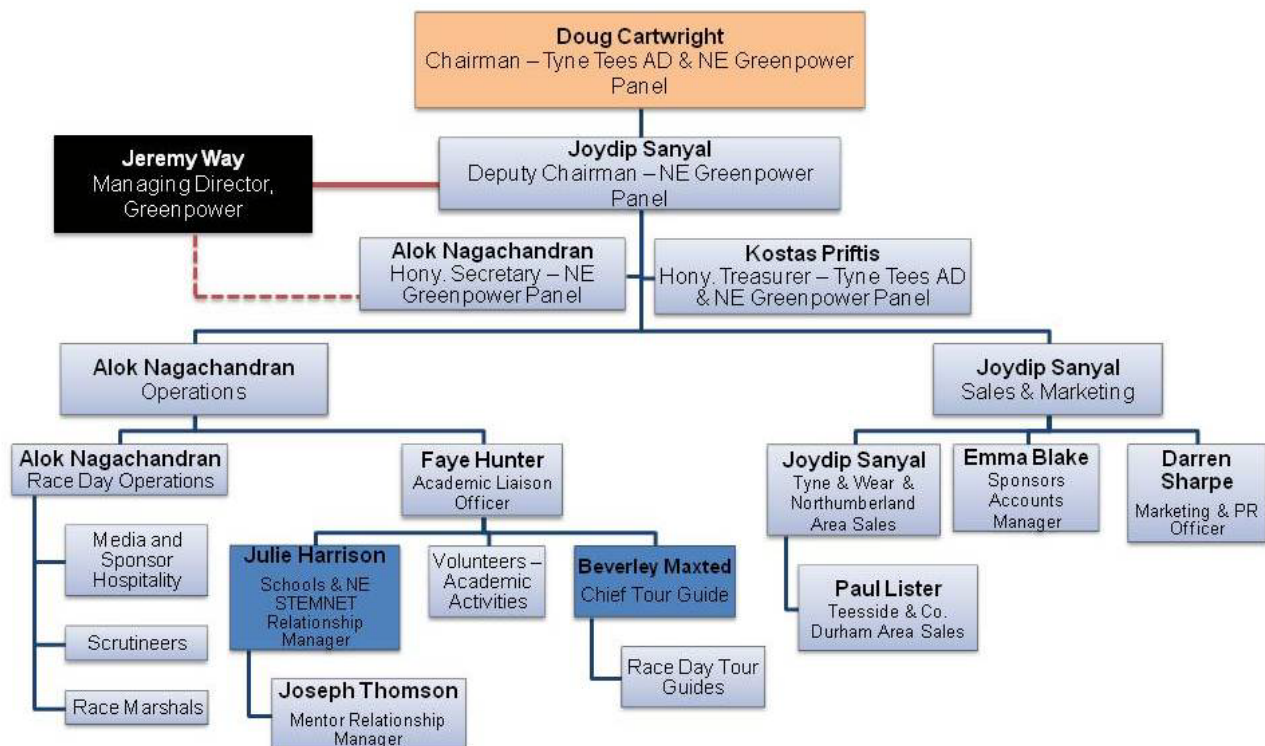 Doug Cartwright
Chairman – Tyne Tees AD & NE Greenpower
Panel
Jeremy Way
Managing Director,
Greenpower
Joydip Sanyal
Deputy Chairman – NE Greenpower
Panel
Alok Nagachandran
Hony. Secretary – NE
Greenpower Panel
Kostas Priftis
Hony. Treasurer – Tyne Tees AD
& NE Greenpower Panel
Alok Nagachandran
Operations
Joydip Sanyal
Sales & Marketing
Alok Nagachandran
Race Day Operations
Faye Hunter
Academic Liaison
Officer
Joydip Sanyal
Tyne & Wear &
Northumberland
Area Sales
Emma Blake
Sponsors
Accounts
Manager
Darren
Sharpe
Marketing & PR
Officer
Media and
Sponsor
Hospitality
Julie Harrison
Schools & NE
STEMNET
Relationship
Manager
Volunteers –
Academic
Activities
Beverley Maxted
Chief Tour Guide
Paul Lister
Teesside & Co.
Durham Area Sales
Scrutineers
Race Day Tour
Guides
Race Marshals
Joseph Thomson
Mentor Relationship
Manager